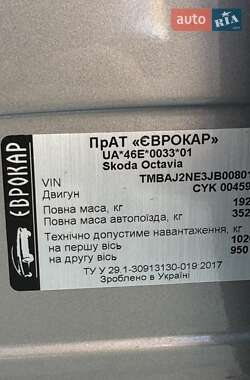 AUTO.RIA.com
ЄВРОКАР
ПрАТ «ЄВРОКАР»
UA*46E*0033*01
Skoda Octavia
VIN TMBAJ2NE3JB0080
Двигун CYK 00459
Повна маса, кг 192
Повна маса автопоїзда, кг 352
Технічно допустиме навантаження, кг
на першу вісь 102
на другу вісь 950
ТУ У 29.1-30913130-019:2017
Зроблено в Україні